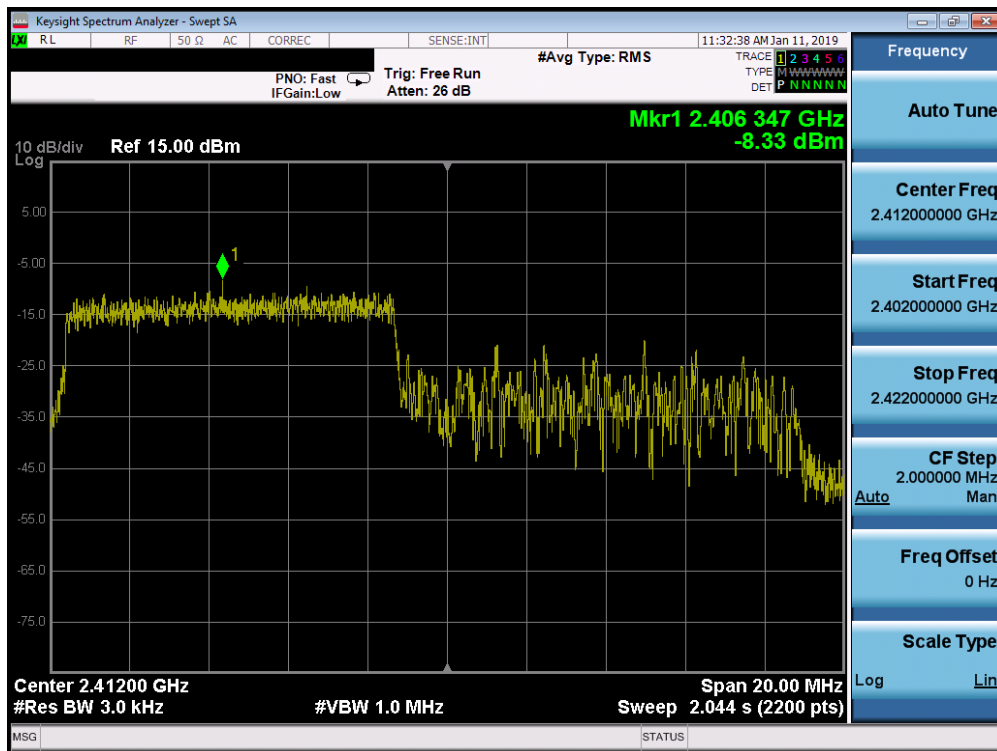 Keysight Spectrum Analyzer - Swept SA
LXI RL RF 50 Ω AC CORREC SENSE:INT 11:32:38 AM Jan 11, 2019
#Avg Type: RMS TRACE 1 2 3 4 5 6
PNO: Fast Trig: Free Run TYPE M WWWWW
IFGain:Low Atten: 26 dB DET P N N N N N
Mkr1 2.406 347 GHz
-8.33 dBm
10 dB/div Ref 15.00 dBm
Log
5.00
1
-5.00
-15.0
-25.0
-35.0
-45.0
-55.0
-65.0
-75.0
Center 2.41200 GHz Span 20.00 MHz
#Res BW 3.0 kHz #VBW 1.0 MHz Sweep 2.044 s (2200 pts)
MSG STATUS
Frequency
Auto Tune
Center Freq
2.412000000 GHz
Start Freq
2.402000000 GHz
Stop Freq
2.422000000 GHz
CF Step
2.000000 MHz
Auto Man
Freq Offset
0 Hz
Scale Type
Log Lin